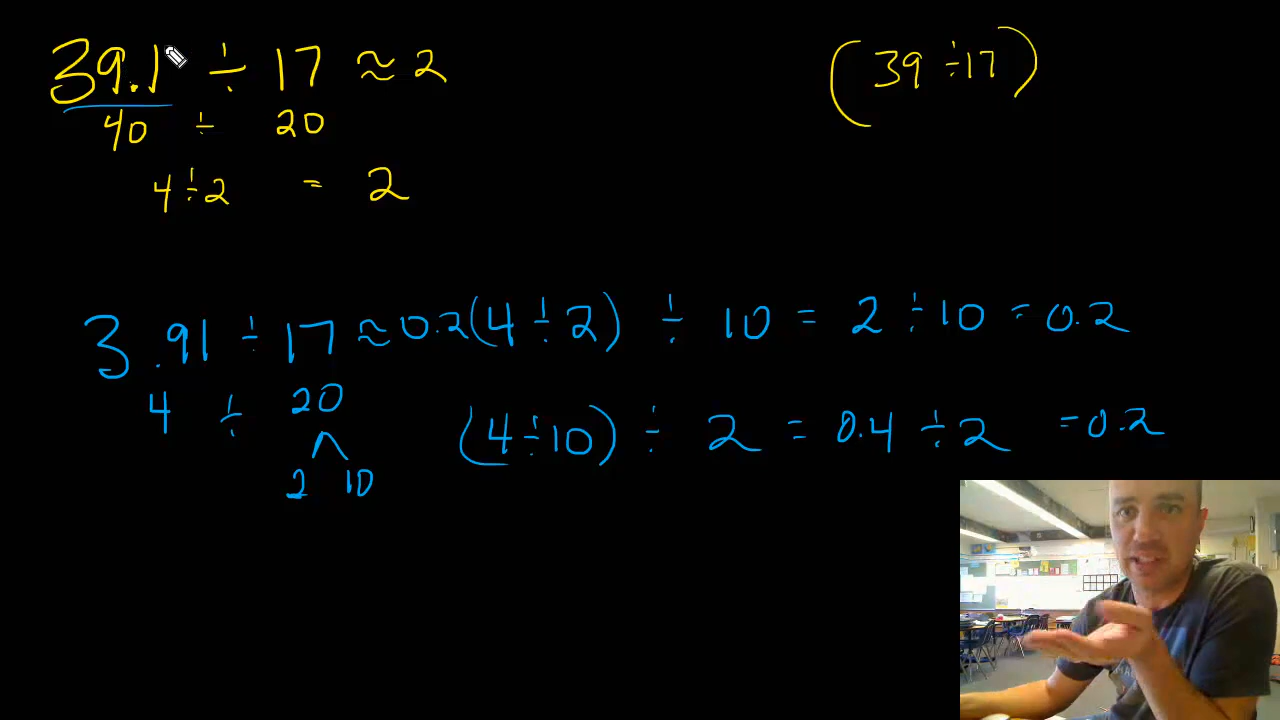 39.1 ÷ 17 ≈ 2
(39 ÷ 17)
40 ÷ 20
4 ÷ 2 = 2
3.91 ÷ 17 ≈ 0.2 (4 ÷ 2) ÷ 10 = 2 ÷ 10 = 0.2
4 ÷ 20
(4 ÷ 10) ÷ 2 = 0.4 ÷ 2 = 0.2
2 10